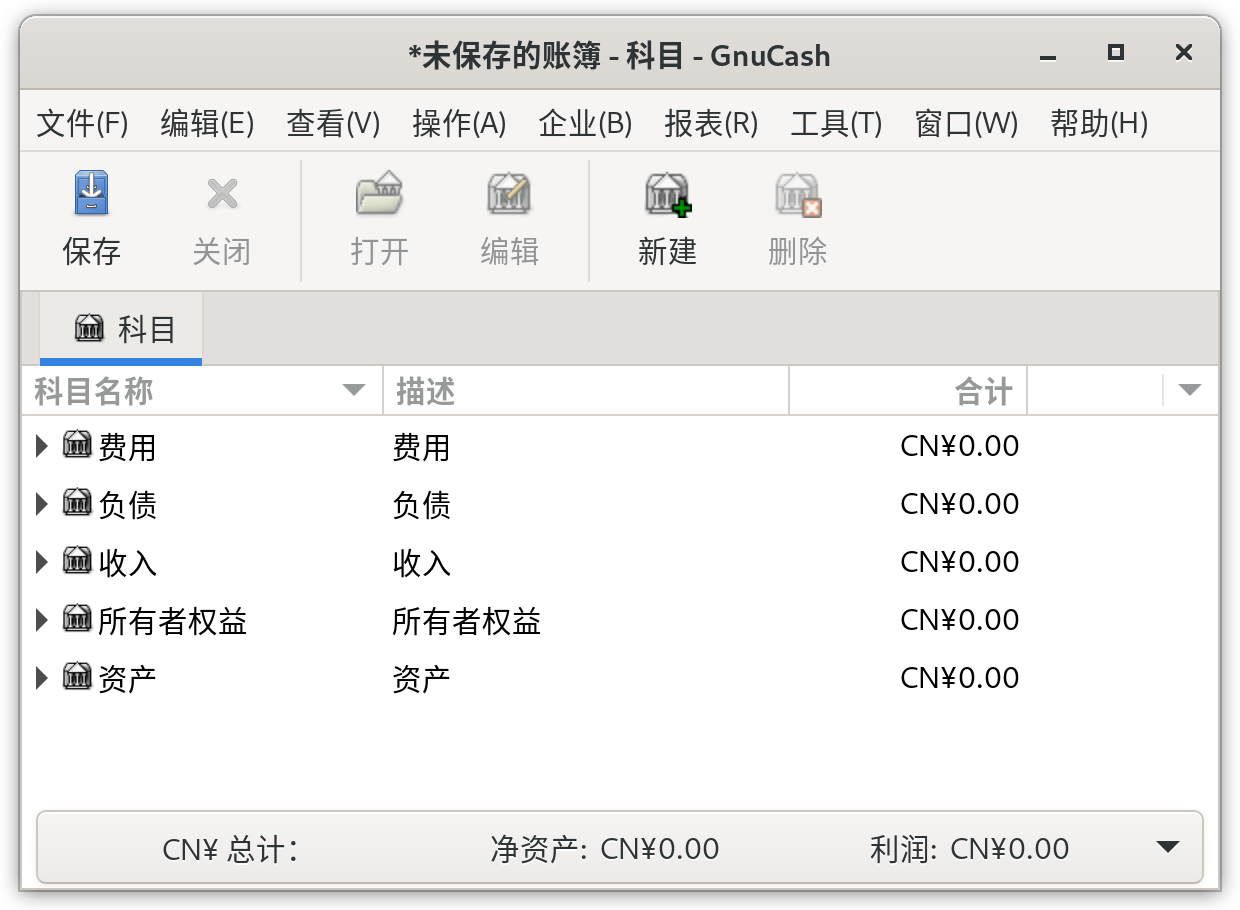 *未保存的账簿 - 科目 - GnuCash
文件(F) 编辑(E) 查看(V) 操作(A) 企业(B) 报表(R) 工具(T) 窗口(W) 帮助(H)
保存 关闭 打开 编辑 新建 删除
科目
科目名称 描述 合计
费用 费用 CN¥0.00
负债 负债 CN¥0.00
收入 收入 CN¥0.00
所有者权益 所有者权益 CN¥0.00
资产 资产 CN¥0.00
CN¥ 总计： 净资产: CN¥0.00 利润: CN¥0.00